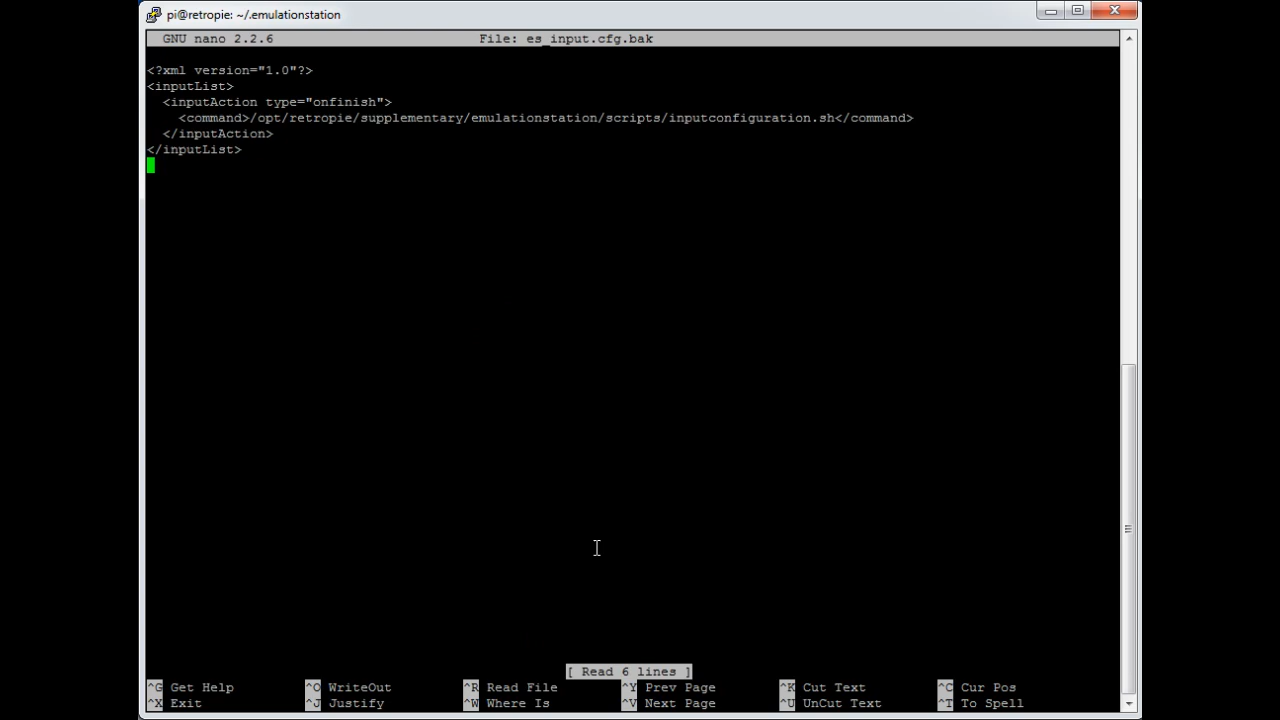 pi@retropie: ~/.emulationstation
GNU nano 2.2.6 File: es_input.cfg.bak
<?xml version="1.0"?>
<inputList>
<inputAction type="onfinish">
<command>/opt/retropie/supplementary/emulationstation/scripts/inputconfiguration.sh</command>
</inputAction>
</inputList>
[ Read 6 lines ]
^G Get Help ^O WriteOut ^R Read File ^Y Prev Page ^K Cut Text ^C Cur Pos
^X Exit ^J Justify ^W Where Is ^V Next Page ^U UnCut Text ^T To Spell